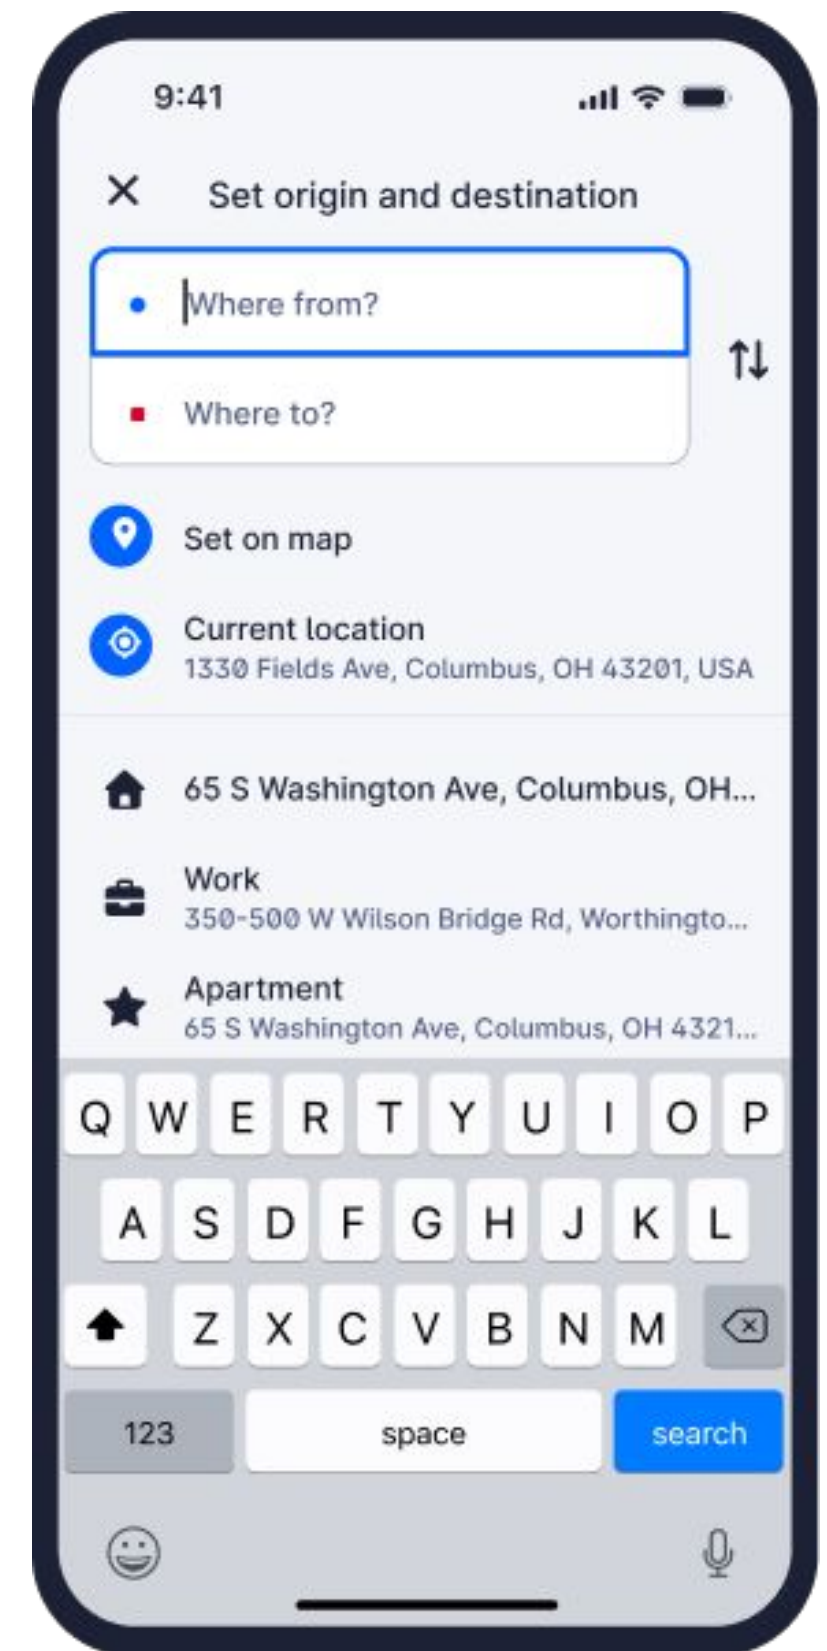 9:41
Set origin and destination
Where from?
Where to?
Set on map
Current location
1330 Fields Ave, Columbus, OH 43201, USA
65 S Washington Ave, Columbus, OH...
Work
350-500 W Wilson Bridge Rd, Worthingto...
Apartment
65 S Washington Ave, Columbus, OH 4321...
Q W E R T Y U I O P
A S D F G H J K L
Z X C V B N M
123 space search